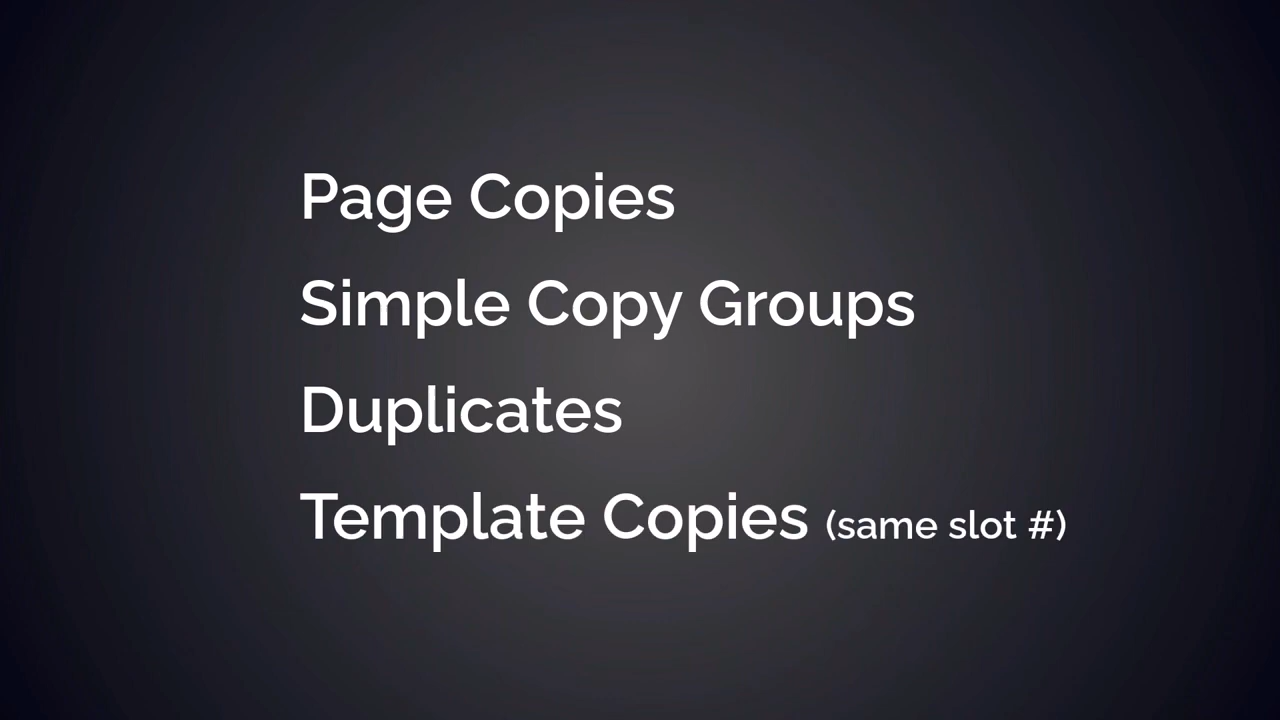 Page Copies
Simple Copy Groups
Duplicates
Template Copies (same slot #)